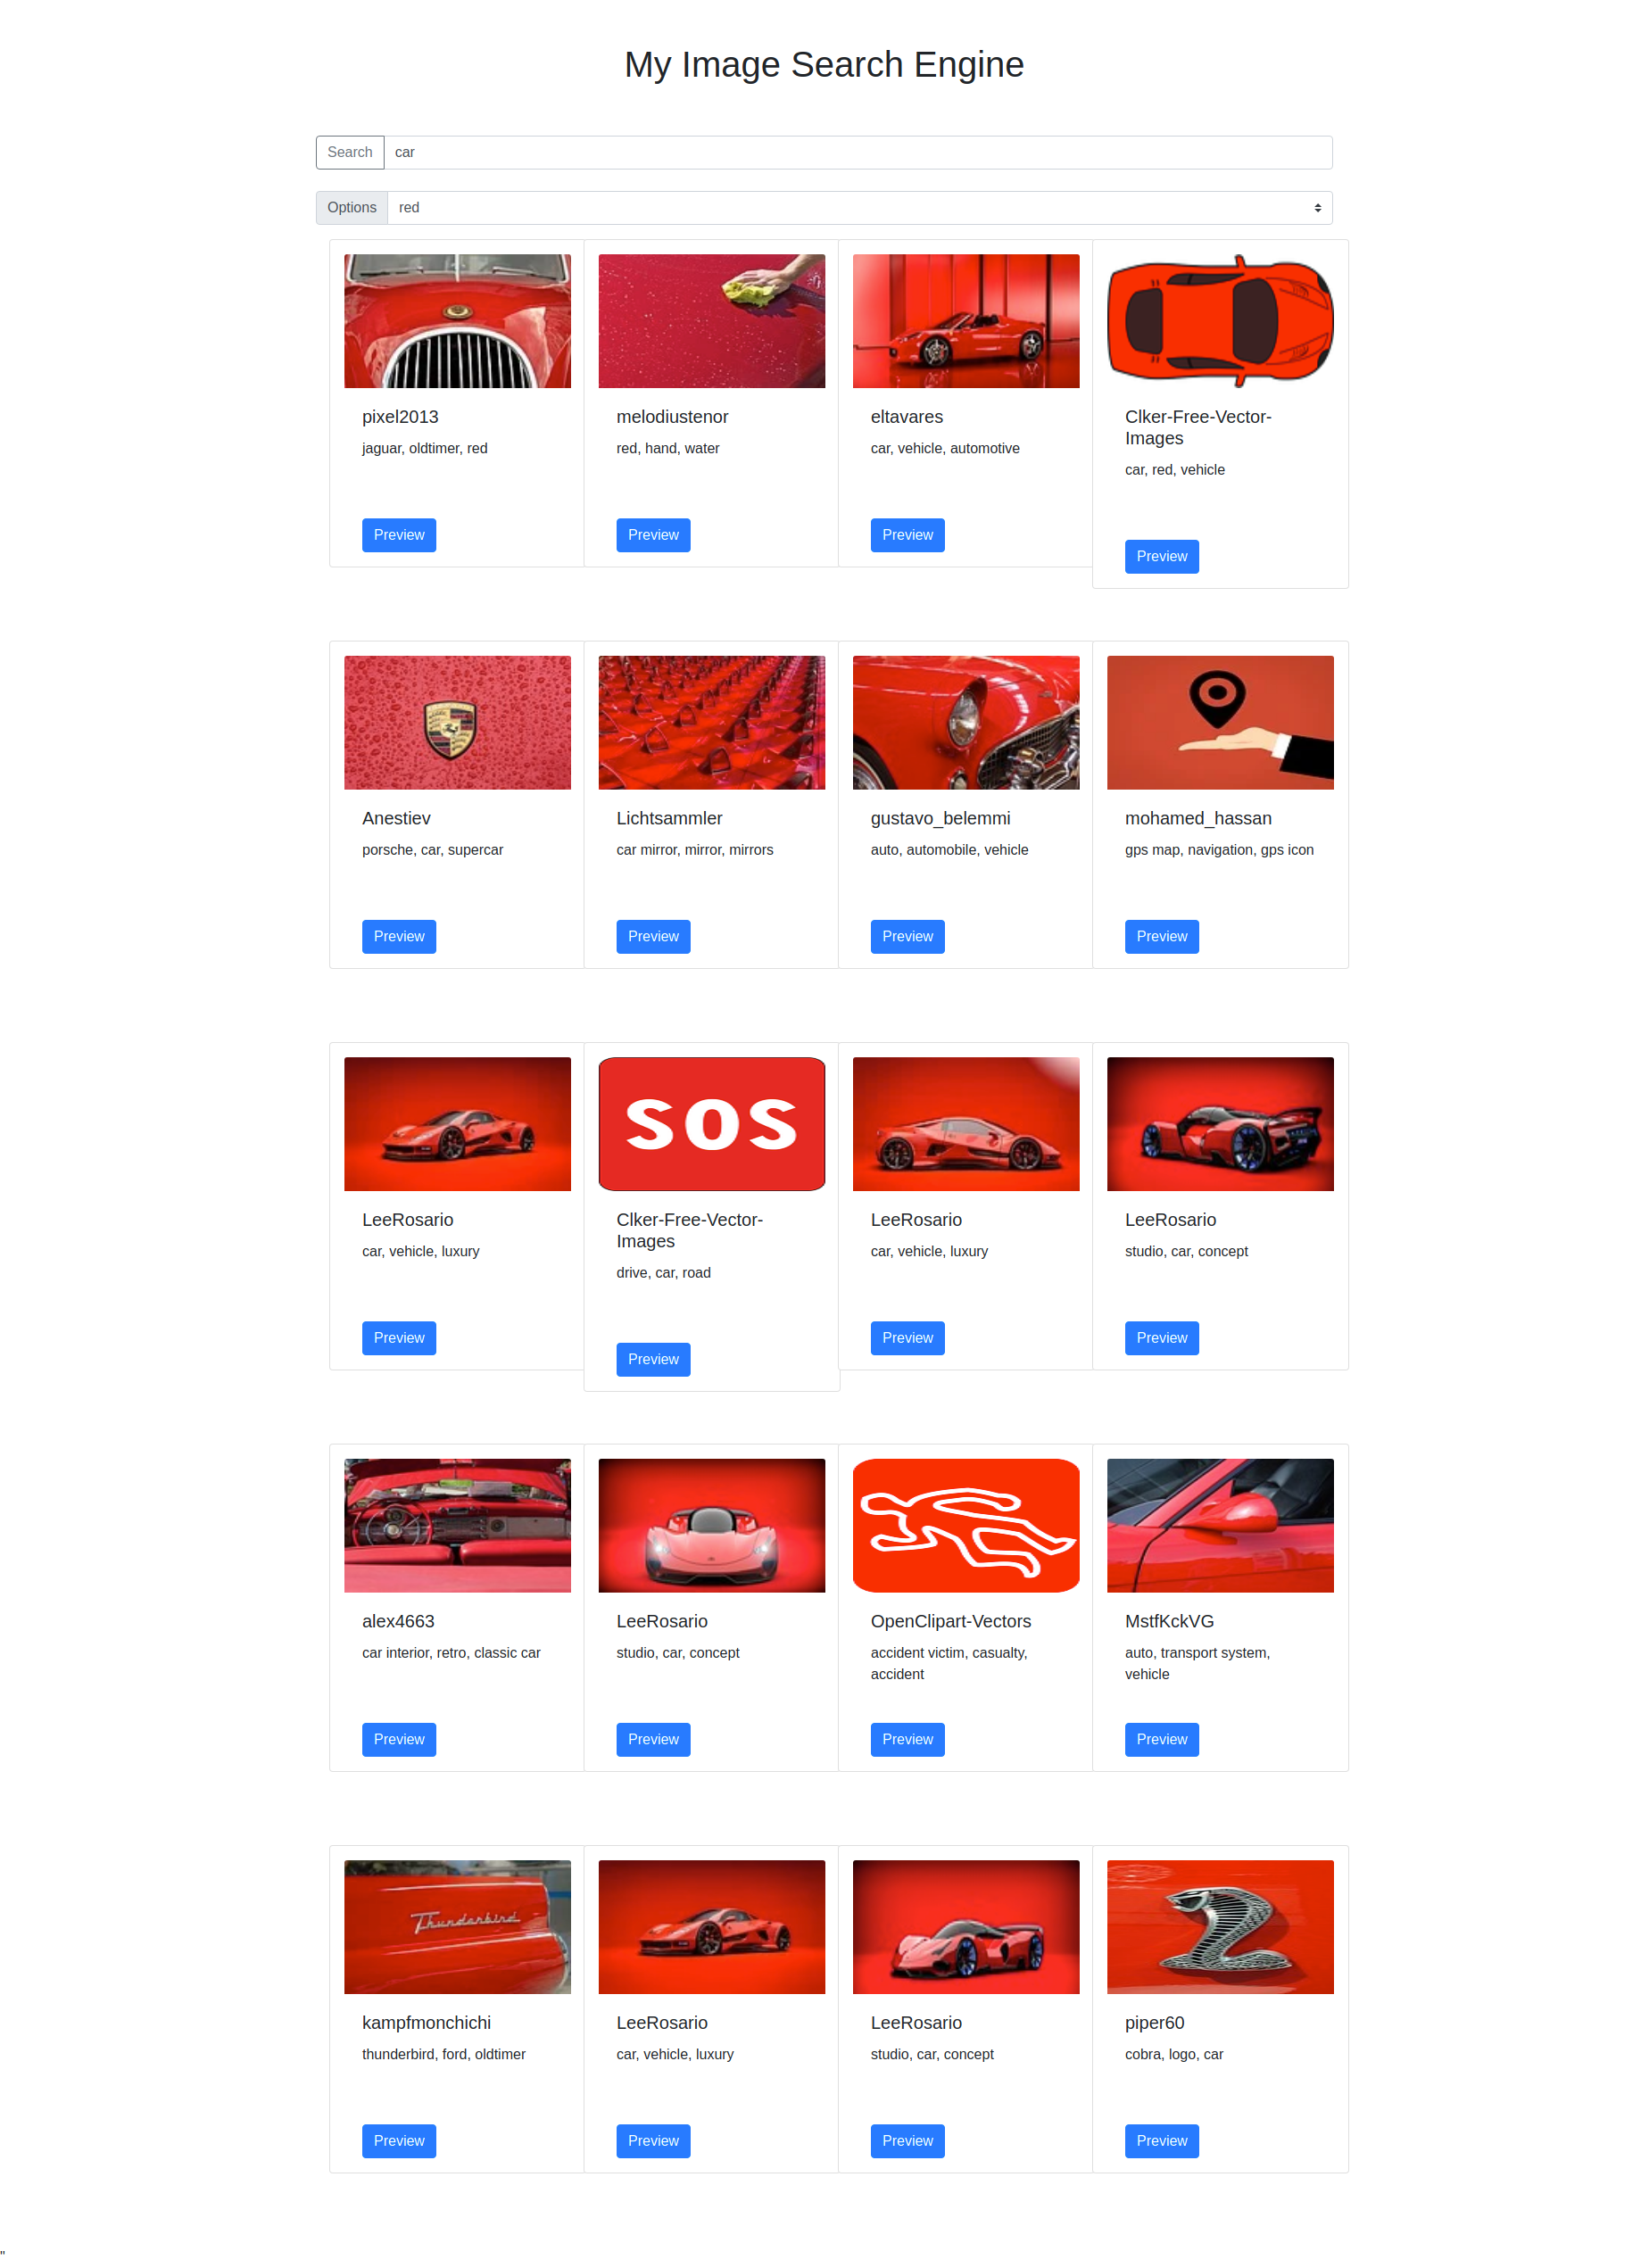 My Image Search Engine
Search car
Options red
pixel2013
jaguar, oldtimer, red
Preview
melodiustenor
red, hand, water
Preview
eltavares
car, vehicle, automotive
Preview
Clker-Free-Vector-
Images
car, red, vehicle
Preview
Anestiev
porsche, car, supercar
Preview
Lichtsammler
car mirror, mirror, mirrors
Preview
gustavo_belemmi
auto, automobile, vehicle
Preview
mohamed_hassan
gps map, navigation, gps icon
Preview
LeeRosario
car, vehicle, luxury
Preview
SOS
Clker-Free-Vector-
Images
drive, car, road
Preview
LeeRosario
car, vehicle, luxury
Preview
LeeRosario
studio, car, concept
Preview
alex4663
car interior, retro, classic car
Preview
LeeRosario
studio, car, concept
Preview
OpenClipart-Vectors
accident victim, casualty,
accident
Preview
MstfKckVG
auto, transport system,
vehicle
Preview
Thunderbird
kampfmonchichi
thunderbird, ford, oldtimer
Preview
LeeRosario
car, vehicle, luxury
Preview
LeeRosario
studio, car, concept
Preview
piper60
cobra, logo, car
Preview
"